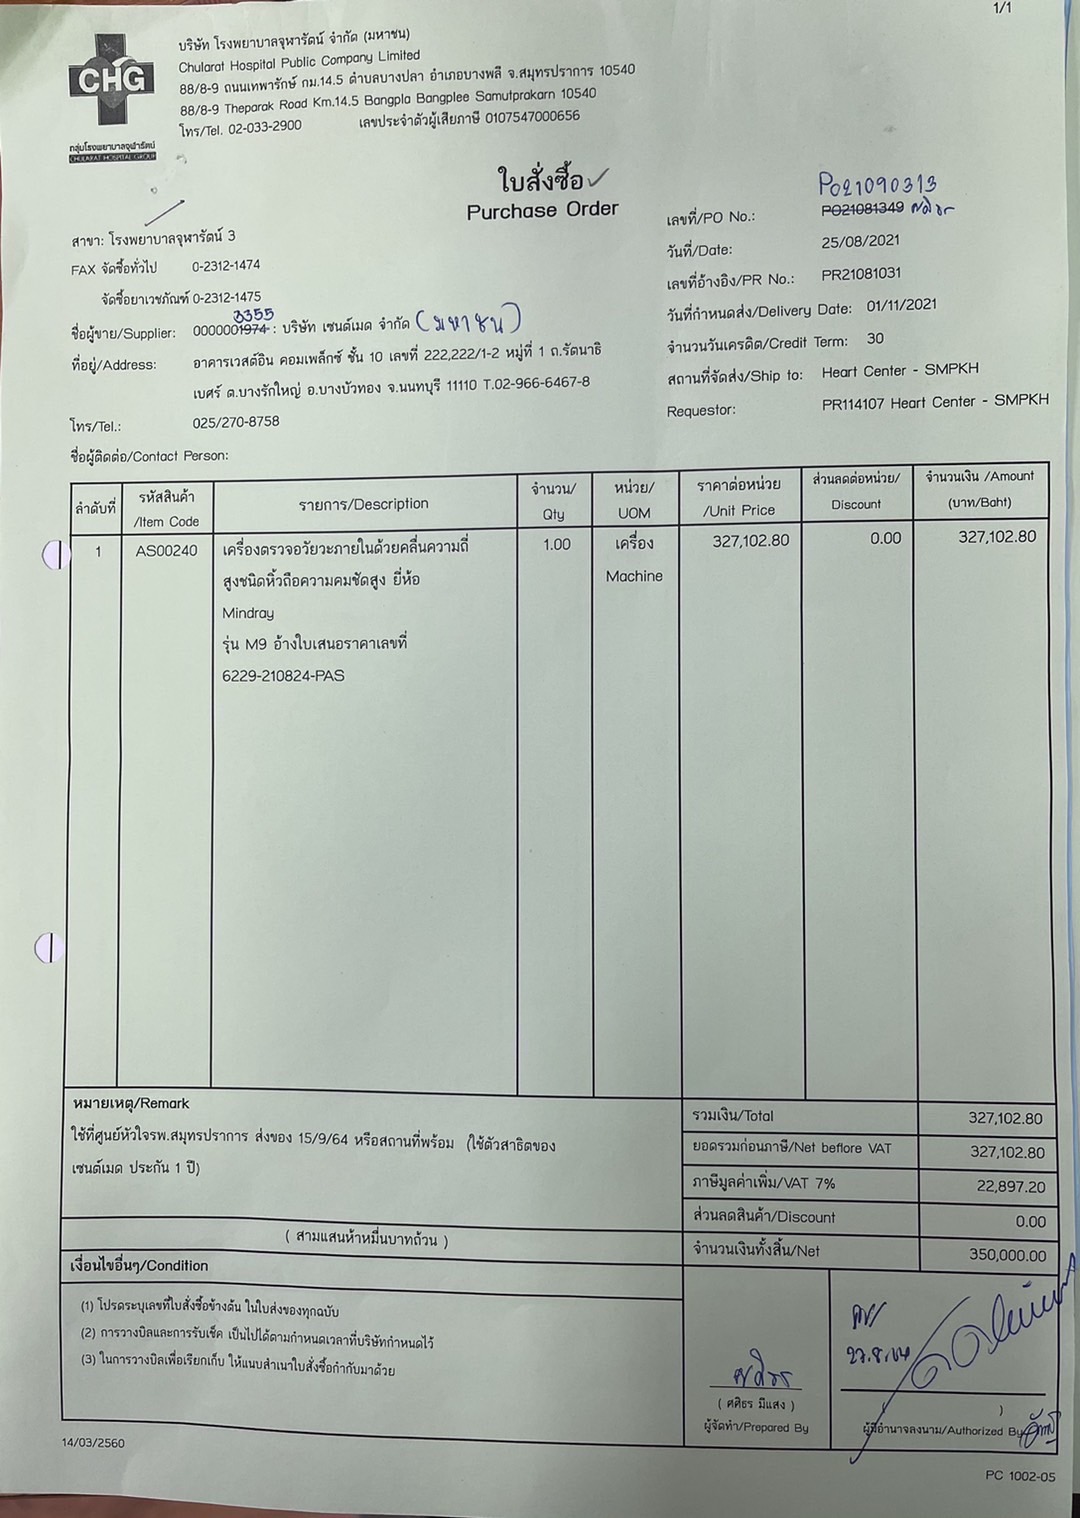 1/1
CHG
กลุ่มโรงพยาบาลจุฬารัตน์
CHULARAT HOSPITAL GROUP
บริษัท โรงพยาบาลจุฬารัตน์ จำกัด (มหาชน)
Chularat Hospital Public Company Limited
88/8-9 ถนนเทพารักษ์ กม.14.5 ตำบลบางปลา อำเภอบางพลี จ.สมุทรปราการ 10540
88/8-9 Theparak Road Km.14.5 Bangpla Bangplee Samutprakarn 10540
โทร/Tel. 02-033-2900 เลขประจำตัวผู้เสียภาษี 0107547000656
ใบสั่งซื้อ
Purchase Order
สาขา: โรงพยาบาลจุฬารัตน์ 3
FAX จัดซื้อทั่วไป 0-2312-1474
จัดซื้อยาเวชภัณฑ์ 0-2312-1475
3355
ชื่อผู้ขาย/Supplier: 0000001974 : บริษัท เซนต์เมด จำกัด (มหาชน)
ที่อยู่/Address: อาคารเวสต์อิน คอมเพล็กซ์ ชั้น 10 เลขที่ 222,222/1-2 หมู่ที่ 1 ถ.รัตนาธิ
เบศร์ ต.บางรักใหญ่ อ.บางบัวทอง จ.นนทบุรี 11110 T.02-966-6467-8
โทร/Tel.: 025/270-8758
ชื่อผู้ติดต่อ/Contact Person:
PO21090313
เลขที่/PO No.: PO21081349 ศศิธร
วันที่/Date: 25/08/2021
เลขที่อ้างอิง/PR No.: PR21081031
วันที่กำหนดส่ง/Delivery Date: 01/11/2021
จำนวนวันเครดิต/Credit Term: 30
สถานที่จัดส่ง/Ship to: Heart Center - SMPKH
Requestor: PR114107 Heart Center - SMPKH
ลำดับที่ รหัสสินค้า /Item Code รายการ/Description จำนวน/ Qty หน่วย/ UOM ราคาต่อหน่วย /Unit Price ส่วนลดต่อหน่วย/ Discount จำนวนเงิน /Amount (บาท/Baht)
1 AS00240 เครื่องตรวจอวัยวะภายในด้วยคลื่นความถี่ 1.00 เครื่อง 327,102.80 0.00 327,102.80
สูงชนิดหิ้วถือความคมชัดสูง ยี่ห้อ Machine
Mindray
รุ่น M9 อ้างใบเสนอราคาเลขที่
6229-210824-PAS
หมายเหตุ/Remark
ใช้ที่ศูนย์หัวใจรพ.สมุทรปราการ ส่งของ 15/9/64 หรือสถานที่พร้อม (ใช้ตัวสาธิตของ
เซนต์เมด ประกัน 1 ปี)
รวมเงิน/Total 327,102.80
ยอดรวมก่อนภาษี/Net beflore VAT 327,102.80
ภาษีมูลค่าเพิ่ม/VAT 7% 22,897.20
ส่วนลดสินค้า/Discount 0.00
จำนวนเงินทั้งสิ้น/Net 350,000.00
( สามแสนห้าหมื่นบาทถ้วน )
เงื่อนไขอื่นๆ/Condition
(1) โปรดระบุเลขที่ใบสั่งซื้อข้างต้น ในใบส่งของทุกฉบับ
(2) การวางบิลและการรับเช็ค เป็นไปได้ตามกำหนดเวลาที่บริษัทกำหนดไว้
(3) ในการวางบิลเพื่อเรียกเก็บ ให้แนบสำเนาใบสั่งซื้อกำกับมาด้วย
ศศิธร
( ศศิธร มีแสง )
ผู้จัดทำ/Prepared By
27.8.64
)
ผู้มีอำนาจลงนาม/Authorized By
14/03/2560
PC 1002-05